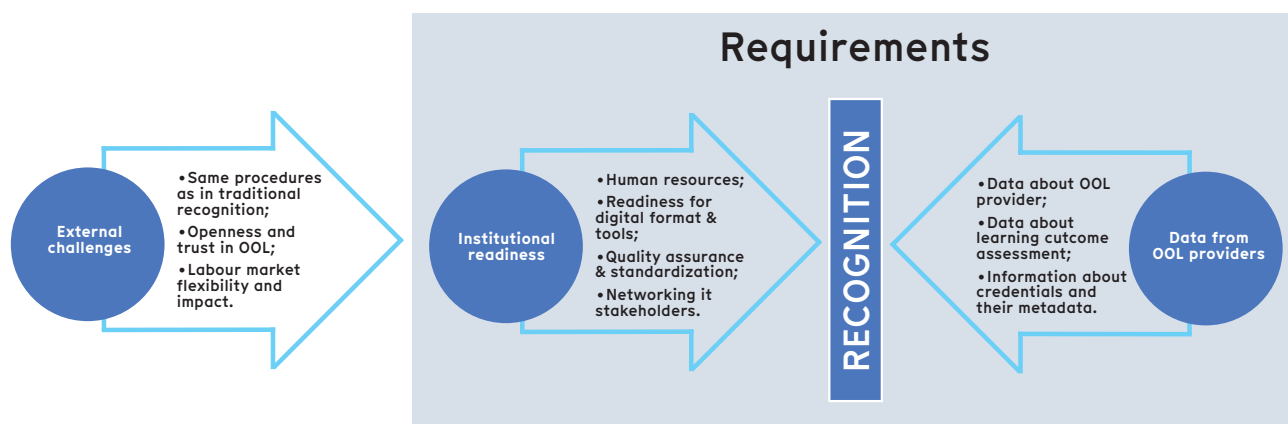 Requirements
External
challenges
•Same procedures
as in traditional
recognition;
•Openness and
trust in OOL;
•Labour market
flexibility and
impact.
Institutional
readiness
•Human resources;
•Readiness for
digital format &
tools;
•Quality assurance
& standardization;
•Networking it
stakeholders.
RECOGNITION
•Data about OOL
provider;
•Data about
learning cutcome
assessment;
•Information about
credentials and
their metadata.
Data from
OOL providers